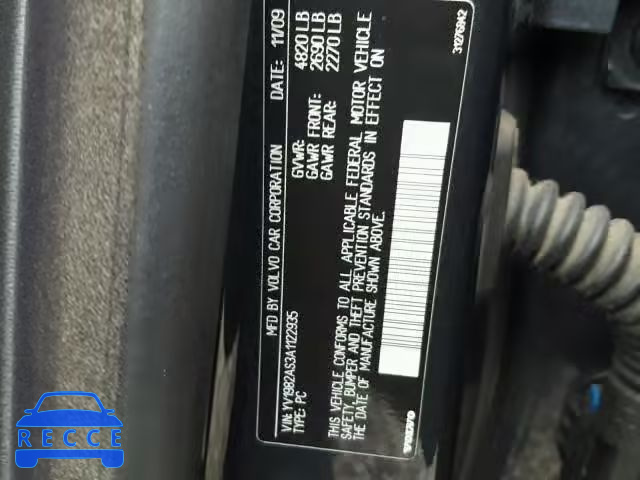 MFD BY VOLVO CAR CORPORATION DATE: 11/09
GVWR: 4820 LB
GAWR FRONT: 2690 LB
GAWR REAR: 2270 LB
VIN: YV1982AS3A1122935
TYPE: PC
THIS VEHICLE CONFORMS TO ALL APPLICABLE FEDERAL MOTOR VEHICLE
SAFETY, BUMPER AND THEFT PREVENTION STANDARDS IN EFFECT ON
THE DATE OF MANUFACTURE SHOWN ABOVE.
VOLVO
31276942
RECCE